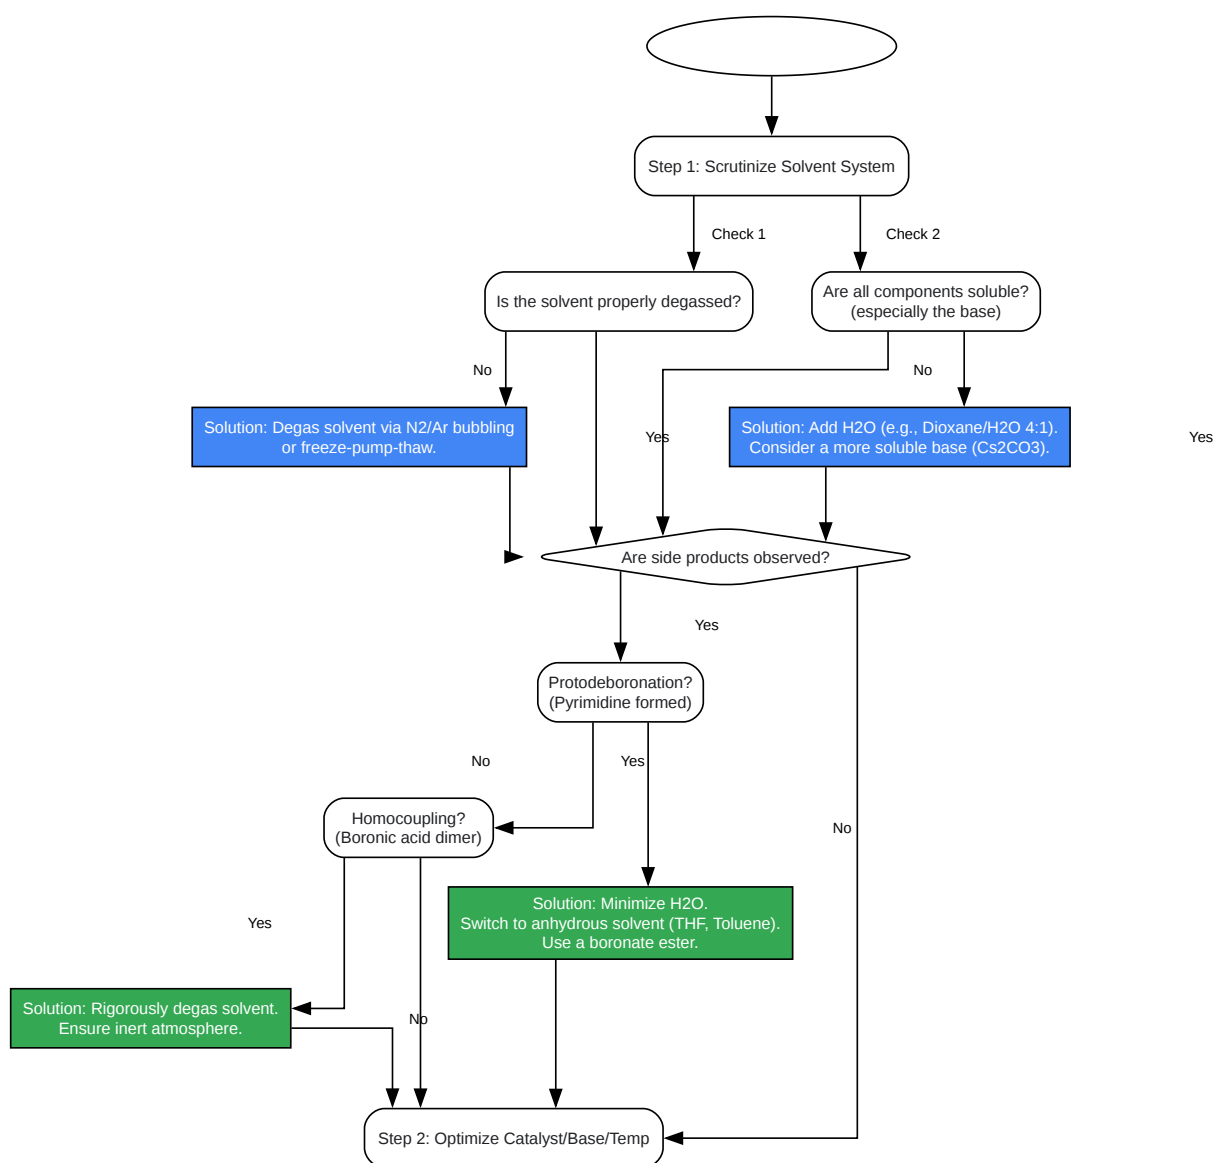 Step 1: Scrutinize Solvent System
Check 1
Check 2
Is the solvent properly degassed?
Are all components soluble?
(especially the base)
No
No
Solution: Degas solvent via N2/Ar bubbling
or freeze-pump-thaw.
Yes
Solution: Add H2O (e.g., Dioxane/H2O 4:1).
Consider a more soluble base (Cs2CO3).
Yes
Are side products observed?
Yes
Protodeboronation?
(Pyrimidine formed)
No
Yes
Homocoupling?
(Boronic acid dimer)
No
Solution: Minimize H2O.
Switch to anhydrous solvent (THF, Toluene).
Use a boronate ester.
Yes
Solution: Rigorously degas solvent.
Ensure inert atmosphere.
No
Step 2: Optimize Catalyst/Base/Temp